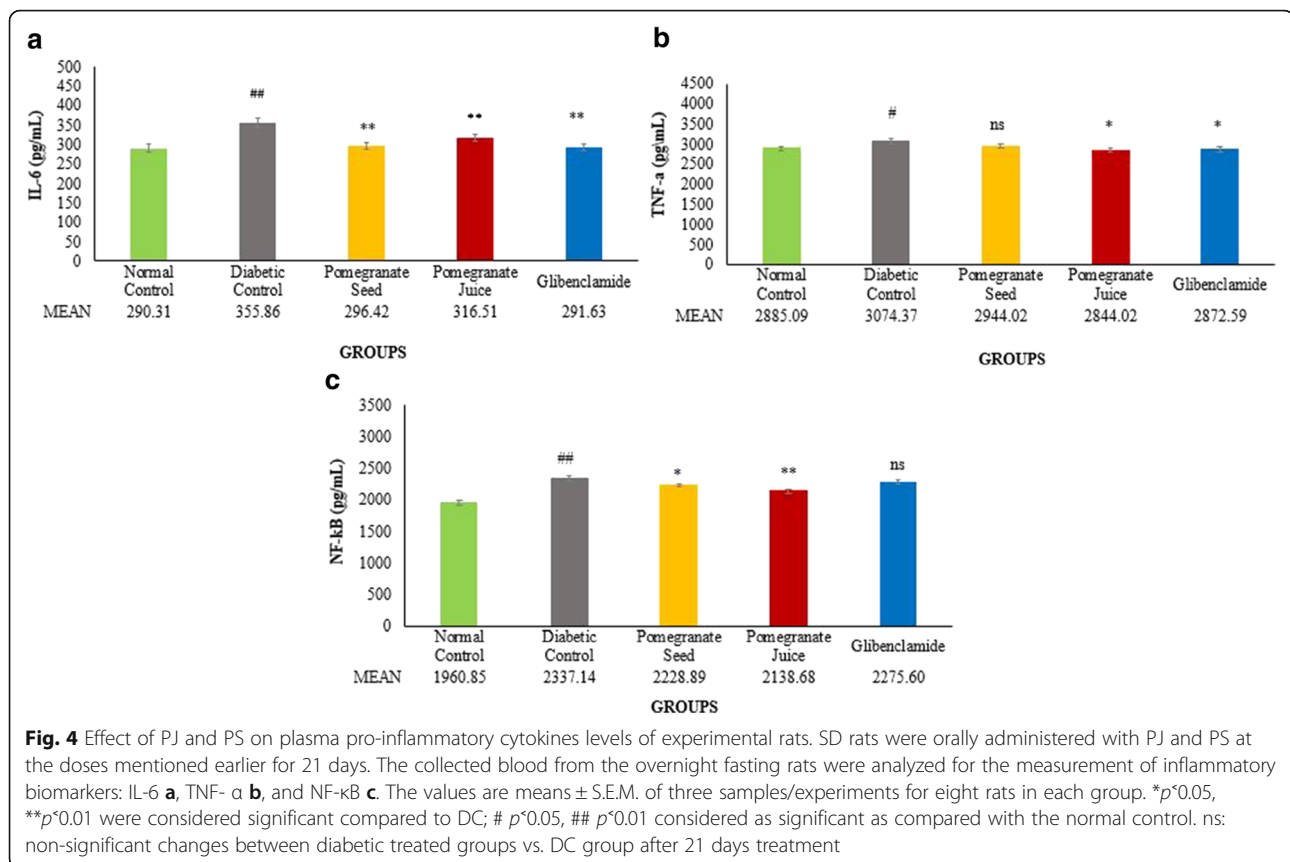 a
500
450
400
350
300
250
200
150
100
50
0
IL-6 (pg/mL)
##
**
**
**
Normal Control
Diabetic Control
Pomegranate Seed
Pomegranate Juice
Glibenclamide
MEAN 290.31 355.86 296.42 316.51 291.63
GROUPS
b
4500
4000
3500
3000
2500
2000
1500
1000
500
0
TNF-a (pg\mL)
#
ns
*
*
Normal Control
Diabetic Control
Pomegranate Seed
Pomegranate Juice
Glibenclamide
MEAN 2885.09 3074.37 2944.02 2844.02 2872.59
GROUPS
c
3500
3000
2500
2000
1500
1000
500
0
NF-kB (pg/mL)
##
*
**
ns
Normal Control
Diabetic Control
Pomegranate Seed
Pomegranate Juice
Glibenclamide
MEAN 1960.85 2337.14 2228.89 2138.68 2275.60
GROUPS
Fig. 4 Effect of PJ and PS on plasma pro-inflammatory cytokines levels of experimental rats. SD rats were orally administered with PJ and PS at
the doses mentioned earlier for 21 days. The collected blood from the overnight fasting rats were analyzed for the measurement of inflammatory
biomarkers: IL-6 a, TNF- α b, and NF-κB c. The values are means ± S.E.M. of three samples/experiments for eight rats in each group. *p<0.05,
**p<0.01 were considered significant compared to DC; # p<0.05, ## p<0.01 considered as significant as compared with the normal control. ns:
non-significant changes between diabetic treated groups vs. DC group after 21 days treatment